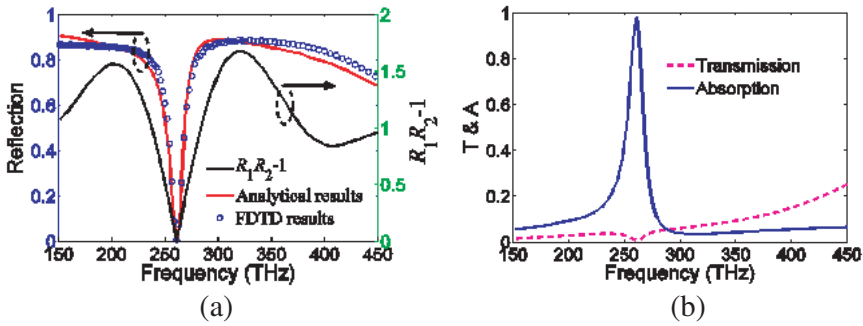 1
0.8
0.6
0.4
0.2
0
Reflection
2
1.5
1
0.5
0
R1R2-1
R1R2-1
Analytical results
FDTD results
150 200 250 300 350 400 450
Frequency (THz)
(a)
1
0.8
0.6
0.4
0.2
0
T & A
Transmission
Absorption
150 200 250 300 350 400 450
Frequency (THz)
(b)